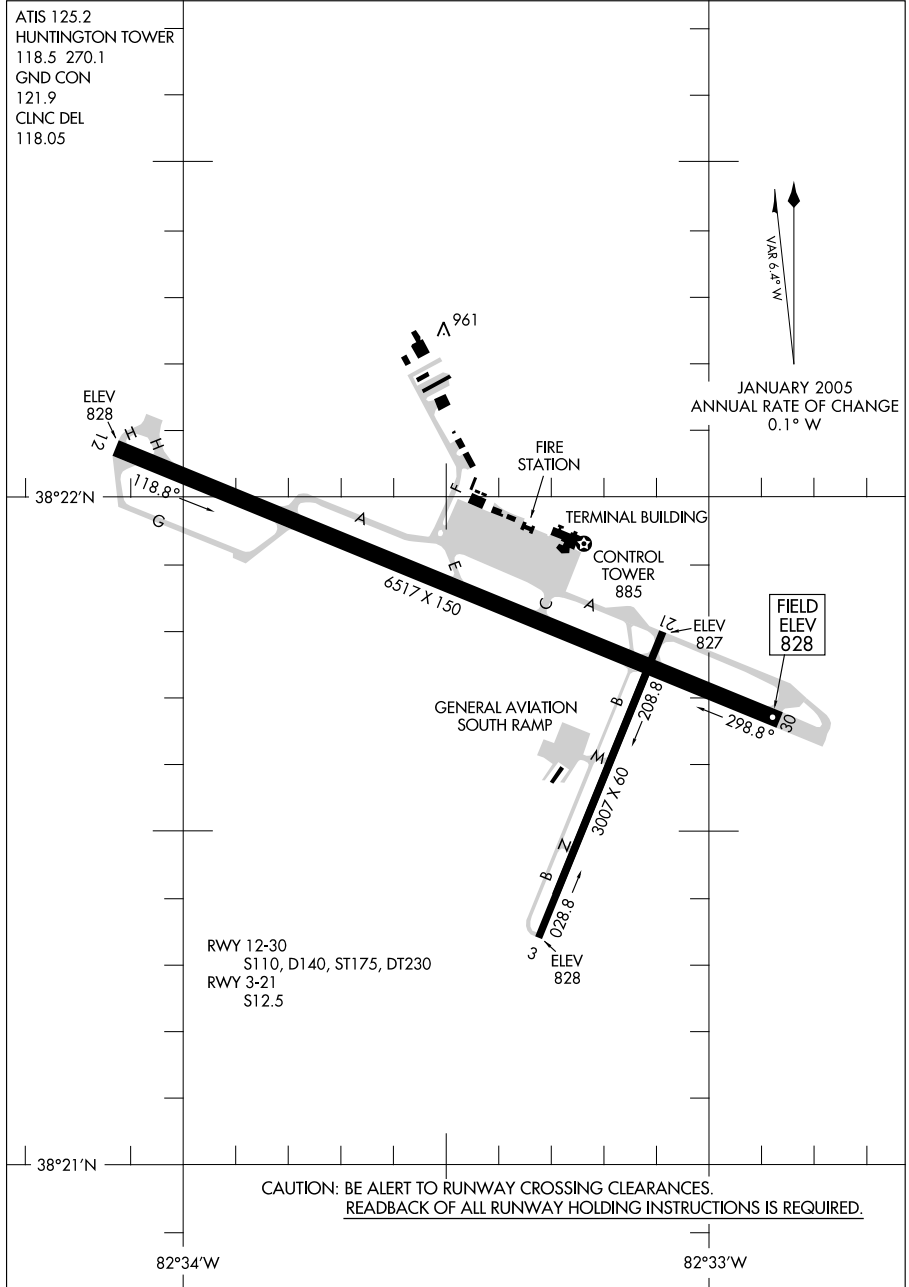 ATIS 125.2
HUNTINGTON TOWER
118.5 270.1
GND CON
121.9
CLNC DEL
118.05
VAR 6.4° W
JANUARY 2005
ANNUAL RATE OF CHANGE
0.1° W
961
ELEV
828
12
H
H
118.8°
38°22'N
G
A
F
FIRE
STATION
TERMINAL BUILDING
CONTROL
TOWER
885
E
6517 X 150
C
A
21
ELEV
827
FIELD
ELEV
828
30
298.8°
GENERAL AVIATION
SOUTH RAMP
B
208.8
M
3007 X 60
N
B
028.8
3
ELEV
828
RWY 12-30
S110, D140, ST175, DT230
RWY 3-21
S12.5
38°21'N
CAUTION: BE ALERT TO RUNWAY CROSSING CLEARANCES.
READBACK OF ALL RUNWAY HOLDING INSTRUCTIONS IS REQUIRED.
82°34'W
82°33'W